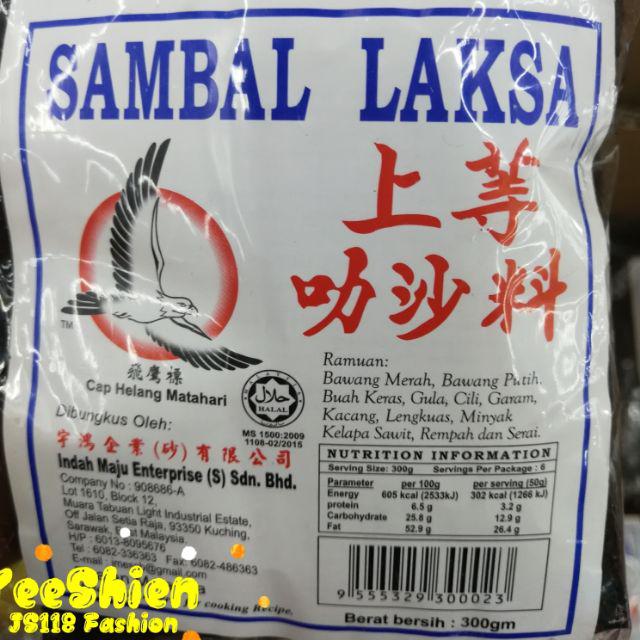 SAMBAL LAKSA
上等
叻沙料
TM
飛鷹標
Cap Helang Matahari
HALAL
MS 1500:2009
1108-02/2015
Dibungkus Oleh:
宇鴻企業(砂)有限公司
Indah Maju Enterprise (S) Sdn. Bhd.
Company No : 908686-A
Lot 1610, Block 12,
Muara Tabuan Light Industrial Estate,
Off Jalan Setia Raja, 93350 Kuching,
Sarawak, Malaysia.
H/P : 6013-8095676
Tel : 6082-336363 Fax: 6082-486363
Ramuan:
Bawang Merah, Bawang Putih,
Buah Keras, Gula, Cili, Garam,
Kacang, Lengkuas, Minyak
Kelapa Sawit, Rempah dan Serai.
NUTRITION INFORMATION
Serving Size: 300g Servings Per Package : 6
Parameter per 100g per serving (50g)
Energy 605 kcal (2533kJ) 302 kcal (1266 kJ)
protein 6.5 g 3.2 g
Carbohydrate 25.8 g 12.9 g
Fat 52.9 g 26.4 g
9 555329 300023
Berat bersih : 300gm
cooking Recipe.
YeeShien
JS118 Fashion